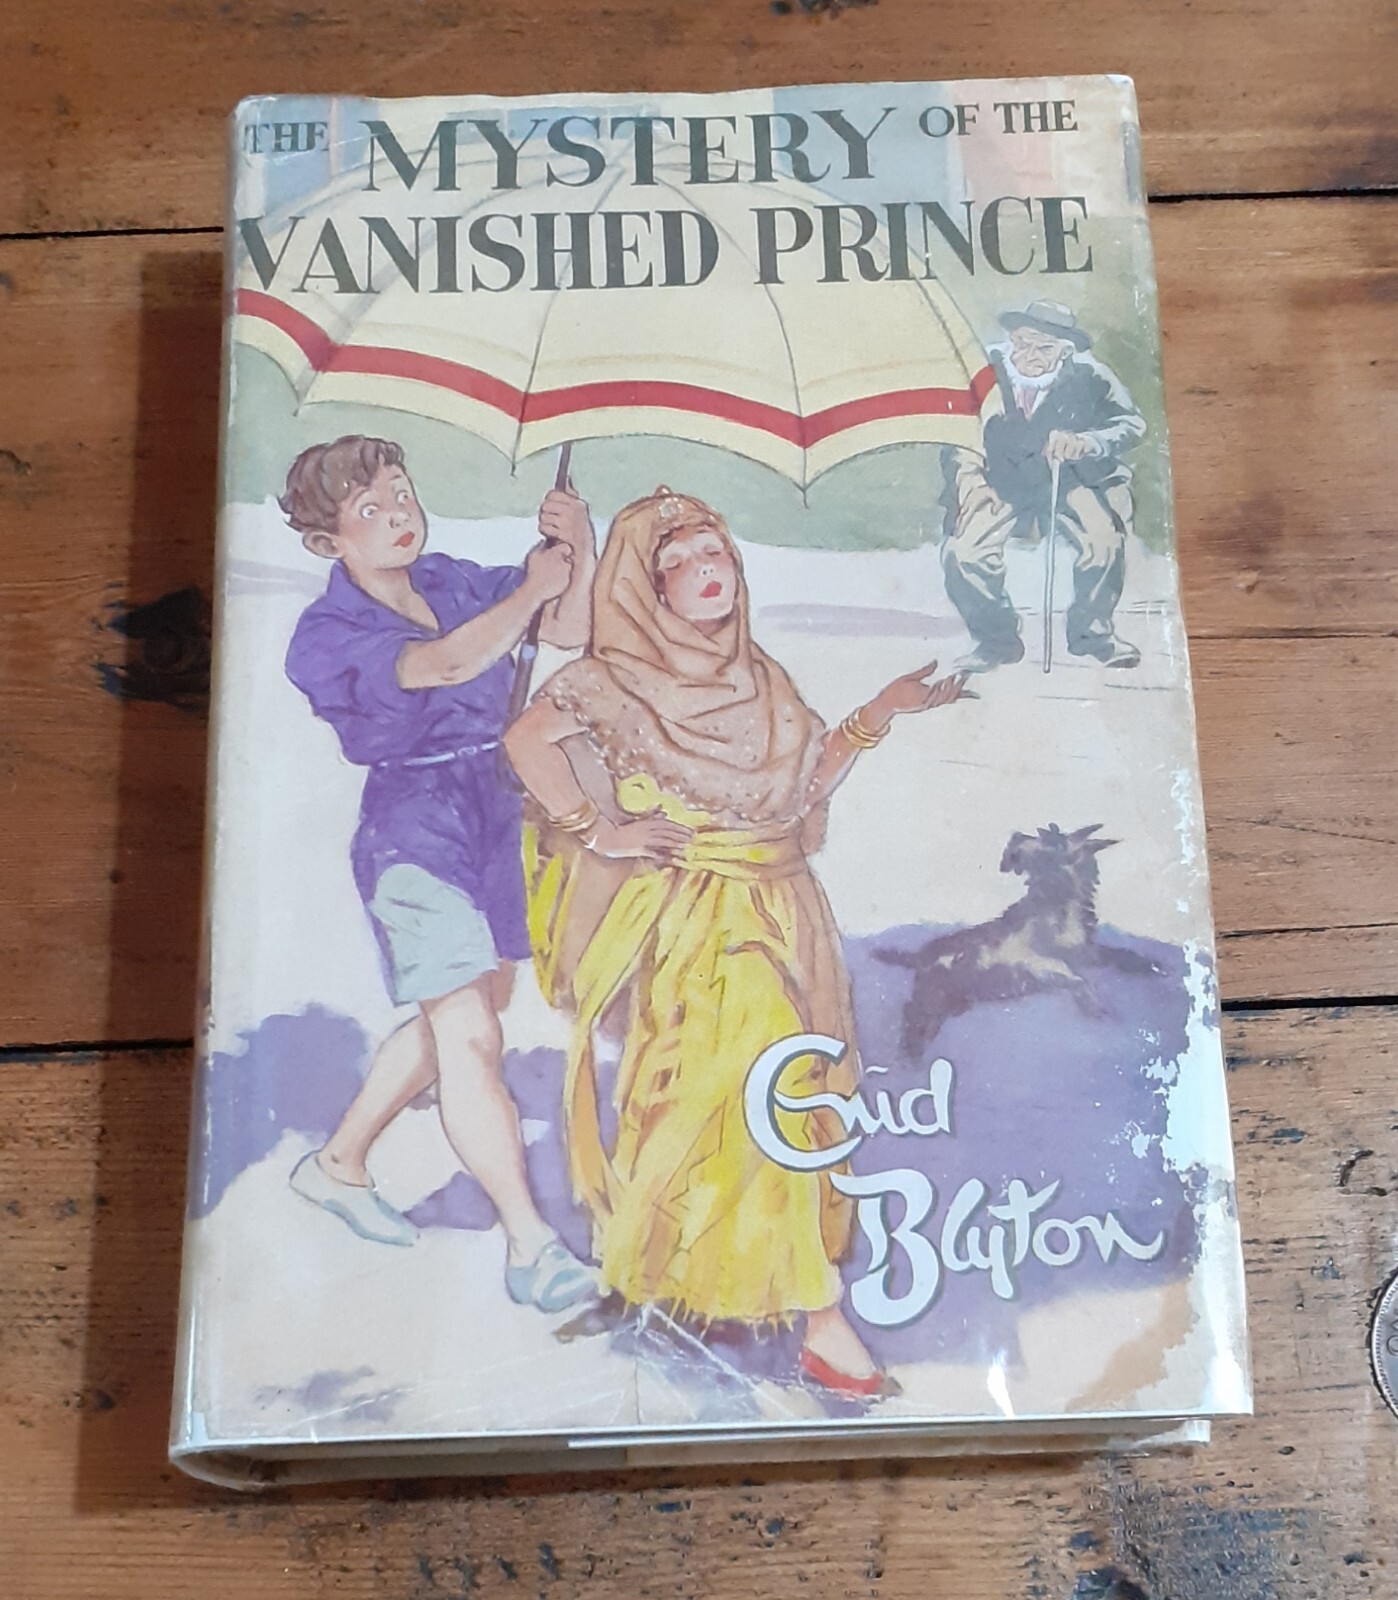 THE MYSTERY OF THE
VANISHED PRINCE
Enid
Blyton